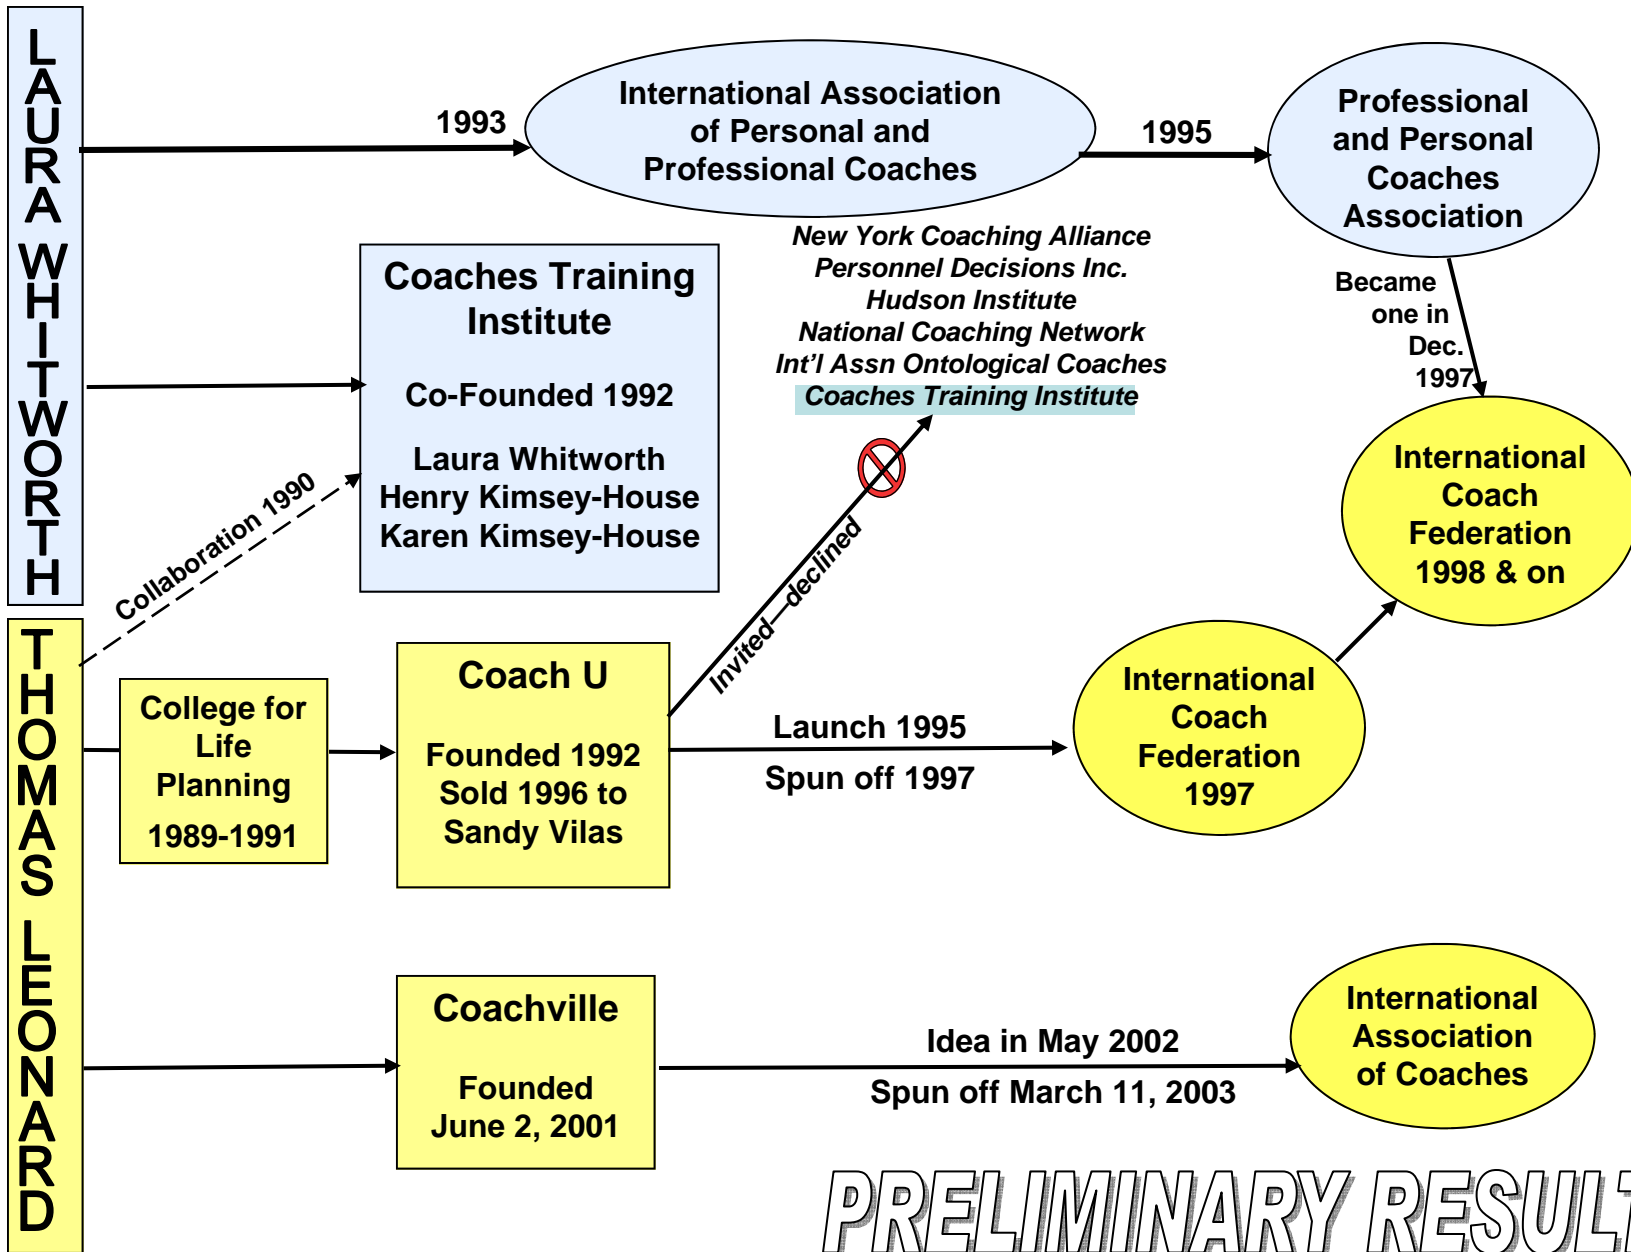 LAURA WHITWORTH
1993
International Association
of Personal and
Professional Coaches
1995
Professional
and Personal
Coaches
Association
Became
one in
Dec.
1997
Coaches Training
Institute
Co-Founded 1992
Laura Whitworth
Henry Kimsey-House
Karen Kimsey-House
New York Coaching Alliance
Personnel Decisions Inc.
Hudson Institute
National Coaching Network
Int'l Assn Ontological Coaches
Coaches Training Institute
Collaboration 1990
Invited—declined
International
Coach
Federation
1998 & on
THOMAS LEONARD
College for
Life
Planning
1989-1991
Coach U
Founded 1992
Sold 1996 to
Sandy Vilas
Launch 1995
Spun off 1997
International
Coach
Federation
1997
Coachville
Founded
June 2, 2001
Idea in May 2002
Spun off March 11, 2003
International
Association
of Coaches
PRELIMINARY RESULT